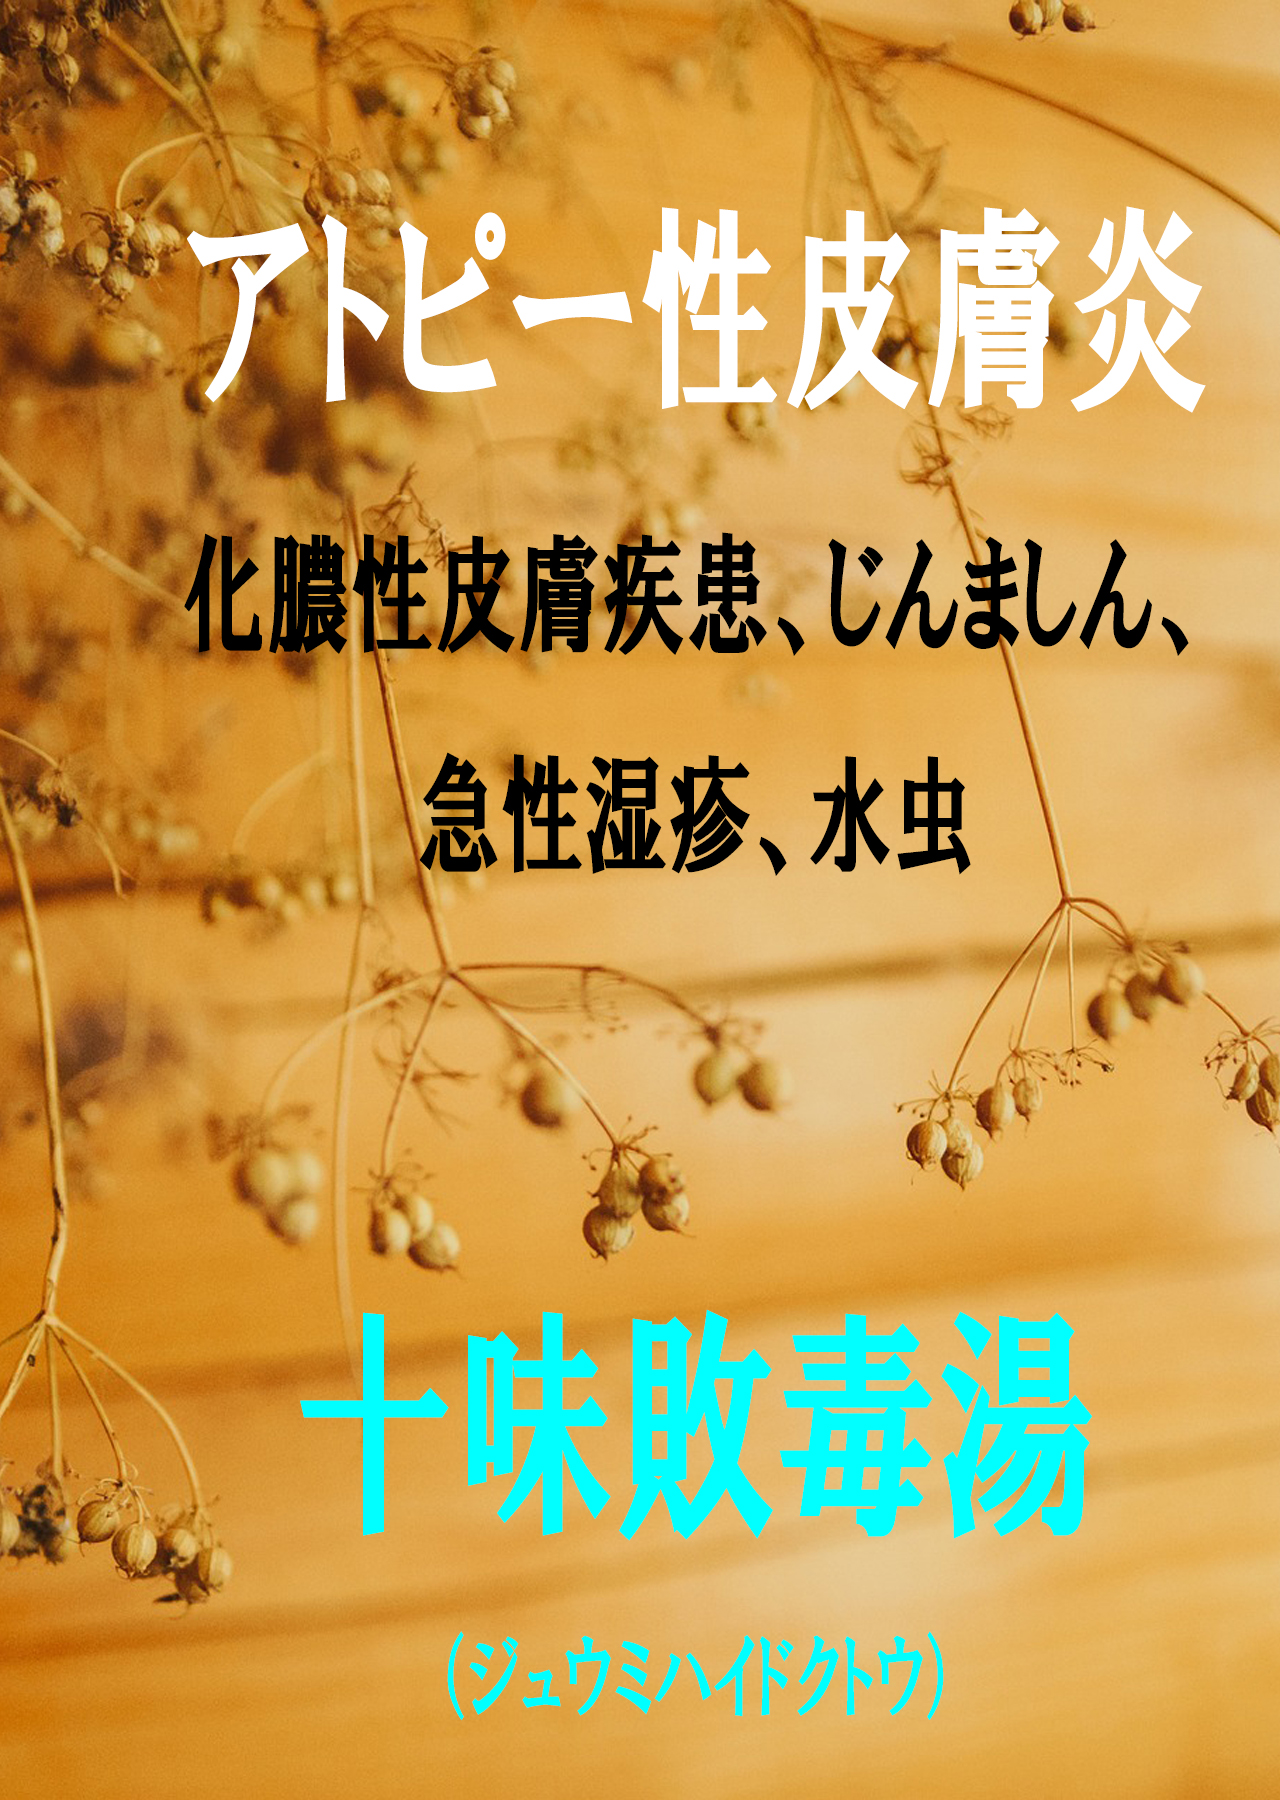 アトピー性皮膚炎
化膿性皮膚疾患、じんましん、
急性湿疹、水虫
十味敗毒湯
（ジュウミハイドクトウ）